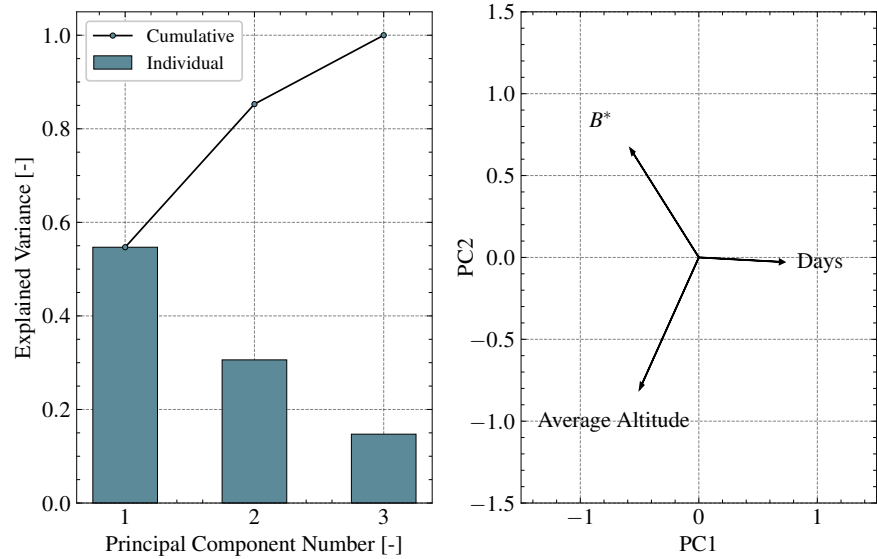 Cumulative
Individual
1.0
0.8
0.6
0.4
0.2
0.0
Explained Variance [-]
1 2 3
Principal Component Number [-]
1.5
1.0
0.5
0.0
−0.5
−1.0
−1.5
PC2
B*
Days
Average Altitude
−1 0 1
PC1